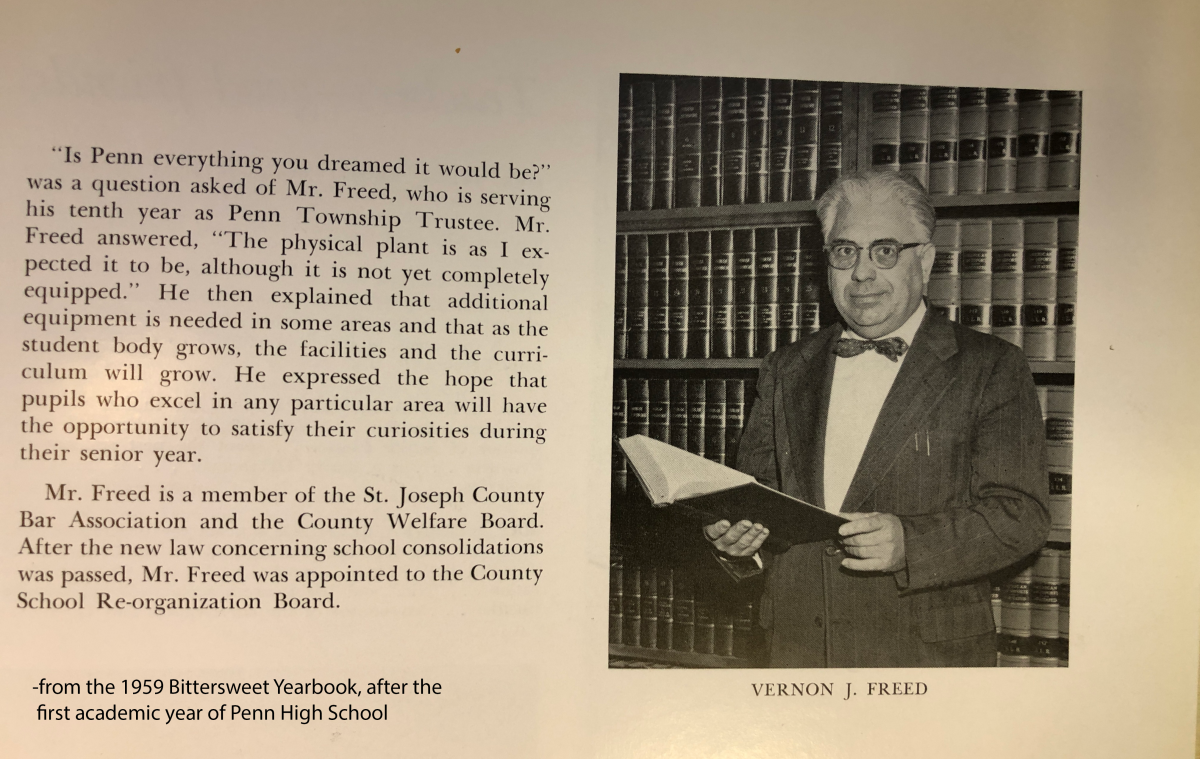 “Is Penn everything you dreamed it would be?”
was a question asked of Mr. Freed, who is serving
his tenth year as Penn Township Trustee. Mr.
Freed answered, “The physical plant is as I ex-
pected it to be, although it is not yet completely
equipped.” He then explained that additional
equipment is needed in some areas and that as the
student body grows, the facilities and the curri-
culum will grow. He expressed the hope that
pupils who excel in any particular area will have
the opportunity to satisfy their curiosities during
their senior year.
Mr. Freed is a member of the St. Joseph County
Bar Association and the County Welfare Board.
After the new law concerning school consolidations
was passed, Mr. Freed was appointed to the County
School Re-organization Board.
-from the 1959 Bittersweet Yearbook, after the
first academic year of Penn High School
VERNON J. FREED